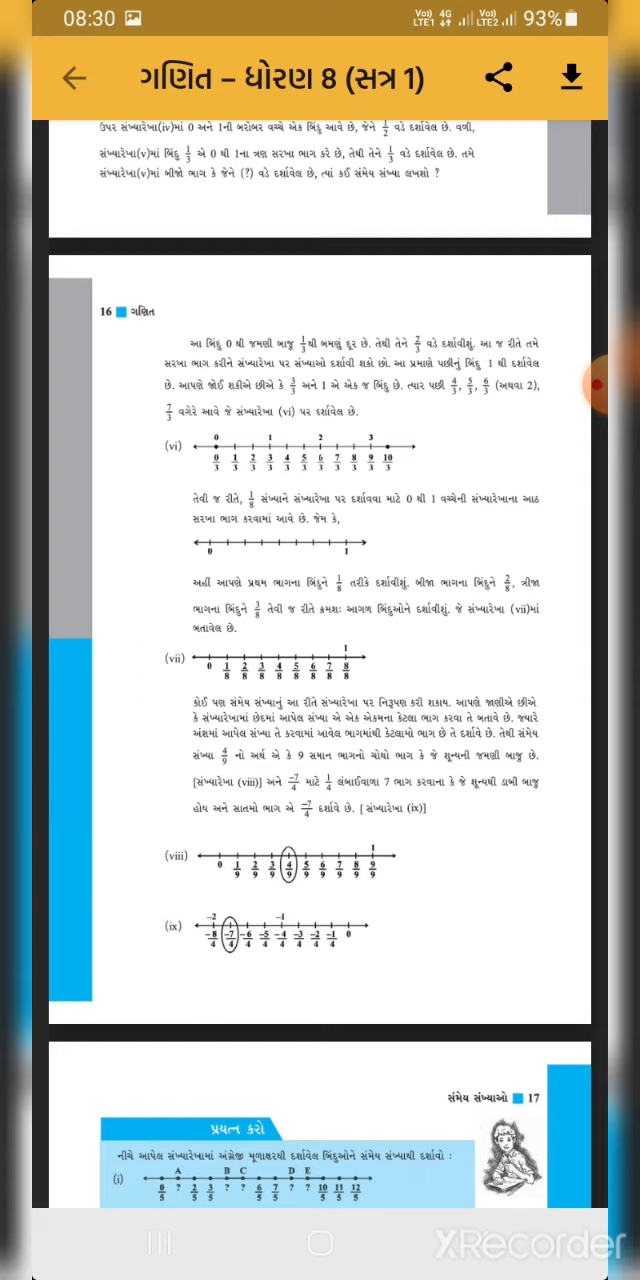 08:30 Vo)) LTE1 4G Vo)) LTE2 93%
ગણિત – ધોરણ 8 (સત્ર 1)
ઉપર સંખ્યારેખા(iv)માં 0 અને 1ની બરોબર વચ્ચે એક બિંદુ આવે છે, જેને 1/2 વડે દર્શાવેલ છે. વળી,
સંખ્યારેખા(v)માં બિંદુ 1/3 એ 0 થી 1ના ત્રણ સરખા ભાગ કરે છે, તેથી તેને 1/3 વડે દર્શાવેલ છે. તમે
સંખ્યારેખા(v)માં બીજો ભાગ કે જેને (?) વડે દર્શાવેલ છે, ત્યાં કઈ સંમેય સંખ્યા લખશો ?
16 ગણિત
આ બિંદુ 0 થી જમણી બાજુ 1/3થી બમણું દૂર છે. તેથી તેને 2/3 વડે દર્શાવીશું. આ જ રીતે તમે
સરખા ભાગ કરીને સંખ્યારેખા પર સંખ્યાઓ દર્શાવી શકો છો. આ પ્રમાણે પછીનું બિંદુ 1 થી દર્શાવેલ
છે. આપણે જોઈ શકીએ છીએ કે 3/3 અને 1 એ એક જ બિંદુ છે. ત્યાર પછી 4/3, 5/3, 6/3 (અથવા 2),
7/3 વગેરે આવે જે સંખ્યારેખા (vi) પર દર્શાવેલ છે.
0 1 2 3
(vi) 0/3 1/3 2/3 3/3 4/3 5/3 6/3 7/3 8/3 9/3 10/3
તેવી જ રીતે, 1/8 સંખ્યાને સંખ્યારેખા પર દર્શાવવા માટે 0 થી 1 વચ્ચેની સંખ્યારેખાના આઠ
સરખા ભાગ કરવામાં આવે છે. જેમ કે,
0 1
અહીં આપણે પ્રથમ ભાગના બિંદુને 1/8 તરીકે દર્શાવીશું. બીજા ભાગના બિંદુને 2/8, ત્રીજા
ભાગના બિંદુને 3/8 તેવી જ રીતે ક્રમશઃ આગળ બિંદુઓને દર્શાવીશું. જે સંખ્યારેખા (vii)માં
બતાવેલ છે.
1
(vii) 0 1/8 2/8 3/8 4/8 5/8 6/8 7/8 8/8
કોઈ પણ સંમેય સંખ્યાનું આ રીતે સંખ્યારેખા પર નિરૂપણ કરી શકાય. આપણે જાણીએ છીએ
કે સંખ્યારેખામાં છેદમાં આપેલ સંખ્યા એ એક એકમના કેટલા ભાગ કરવા તે બતાવે છે. જ્યારે
અંશમાં આપેલ સંખ્યા તે કરવામાં આવેલ ભાગમાંથી કેટલામો ભાગ છે તે દર્શાવે છે. તેથી સંમેય
સંખ્યા 4/9 નો અર્થ એ કે 9 સમાન ભાગનો ચોથો ભાગ કે જે શૂન્યની જમણી બાજુ છે.
[સંખ્યારેખા (viii)] અને −7/4 માટે 1/4 લંબાઈવાળા 7 ભાગ કરવાના કે જે શૂન્યથી ડાબી બાજુ
હોય અને સાતમો ભાગ એ −7/4 દર્શાવે છે. [સંખ્યારેખા (ix)]
1
(viii) 0 1/9 2/9 3/9 4/9 5/9 6/9 7/9 8/9 9/9
−2 −1
(ix) −8/4 −7/4 −6/4 −5/4 −4/4 −3/4 −2/4 −1/4 0
સંમેય સંખ્યાઓ 17
પ્રયત્ન કરો
નીચે આપેલ સંખ્યારેખામાં અંગ્રેજી મૂળાક્ષરથી દર્શાવેલ બિંદુઓને સંમેય સંખ્યાથી દર્શાવો :
A B C D E
(i) 0/5 ? 2/5 3/5 ? ? 6/5 7/5 ? ? 10/5 11/5 12/5
XRecorder